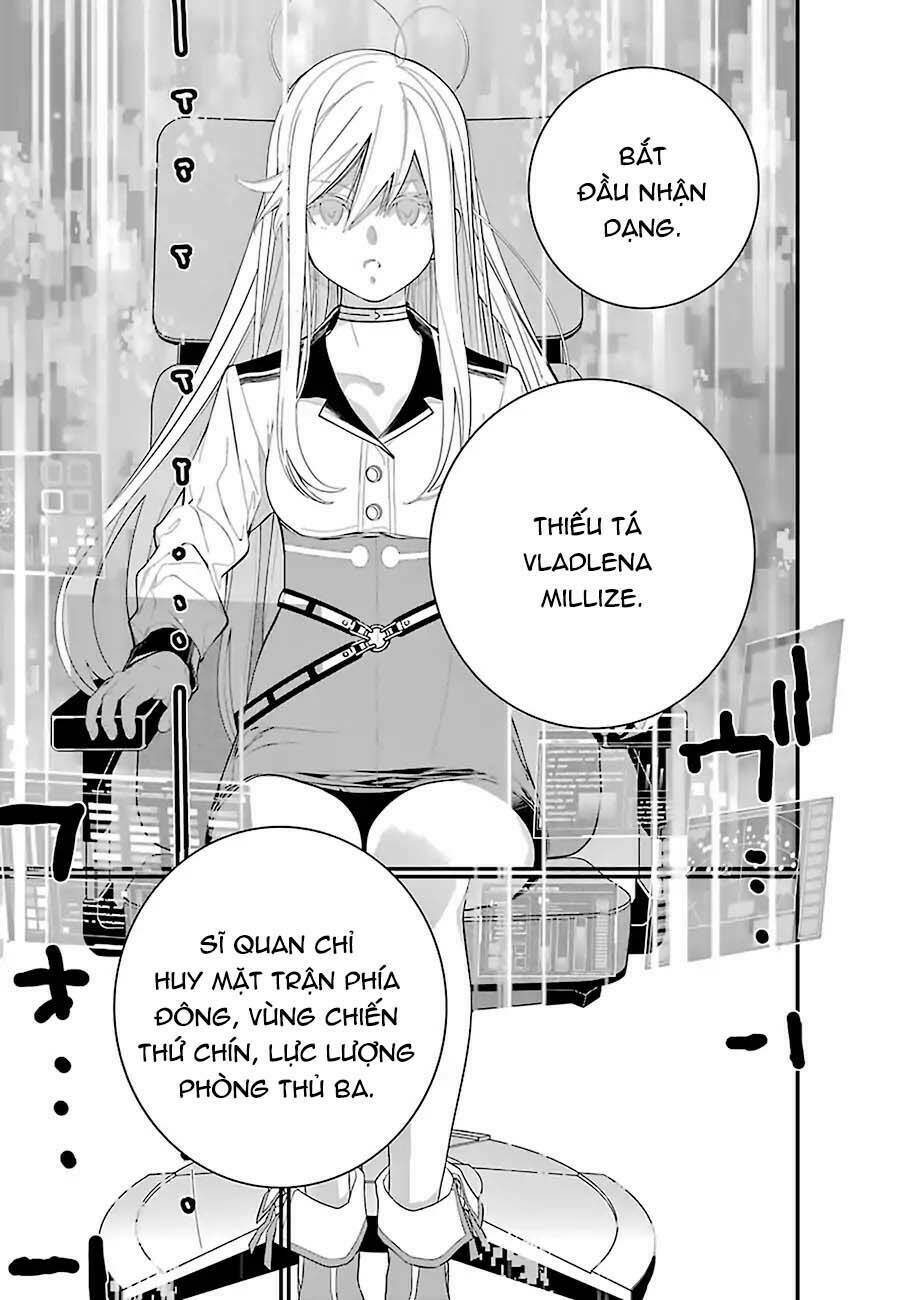 BẮT
ĐẦU NHẬN
DẠNG.
THIẾU TÁ
VLADLENA
MILLIZE.
SĨ QUAN CHỈ
HUY MẶT TRẬN PHÍA
ĐÔNG, VÙNG CHIẾN
THỨ CHÍN, LỰC LƯỢNG
PHÒNG THỦ BA.